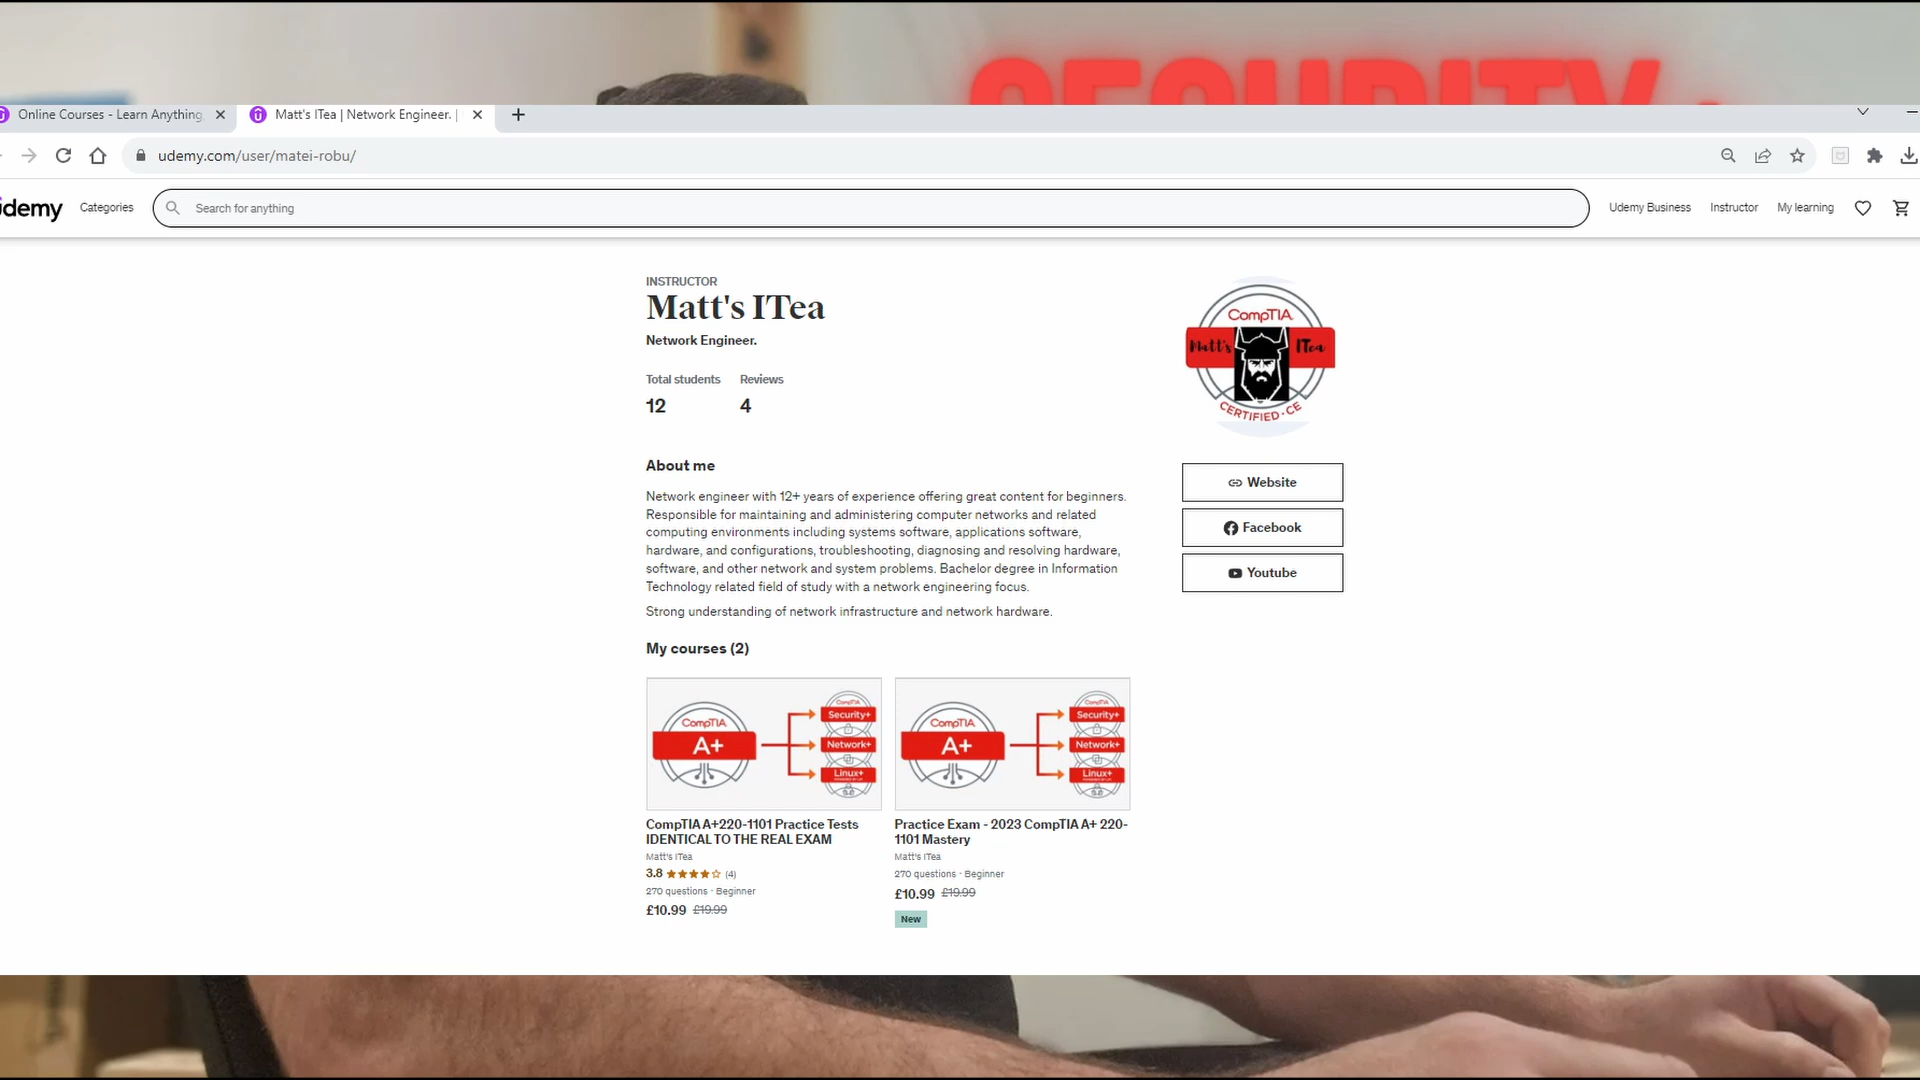 SECURITY+
Online Courses - Learn Anything,
Matt's ITea | Network Engineer. |
udemy.com/user/matei-robu/
udemy
Categories
Search for anything
Udemy Business
Instructor
My learning
INSTRUCTOR
Matt's ITea
Network Engineer.
Total students
Reviews
12
4
CompTIA
Matt's ITea
CERTIFIED·CE
About me
Network engineer with 12+ years of experience offering great content for beginners.
Responsible for maintaining and administering computer networks and related
computing environments including systems software, applications software,
hardware, and configurations, troubleshooting, diagnosing and resolving hardware,
software, and other network and system problems. Bachelor degree in Information
Technology related field of study with a network engineering focus.
Strong understanding of network infrastructure and network hardware.
Website
Facebook
Youtube
My courses (2)
CompTIA
A+
CompTIA
Security+
Network+
Linux+
CompTIA
A+
CompTIA
Security+
Network+
Linux+
CompTIA A+220-1101 Practice Tests
IDENTICAL TO THE REAL EXAM
Matt's ITea
3.8 (4)
270 questions · Beginner
£10.99 £19.99
Practice Exam - 2023 CompTIA A+ 220-
1101 Mastery
Matt's ITea
270 questions · Beginner
£10.99 £19.99
New